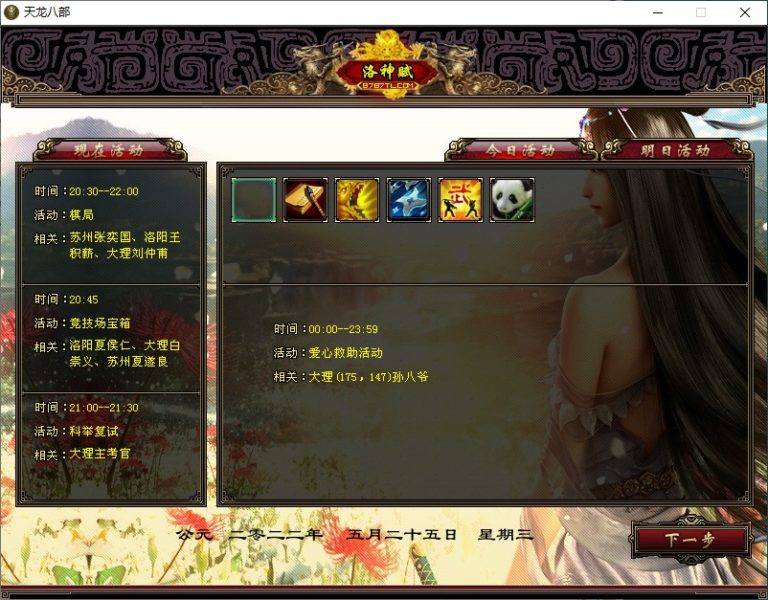 天龙八部
洛神赋
8787TL.COM
现在活动
今日活动
明日活动
时间：20:30--22:00
活动：棋局
相关：苏州张奕国、洛阳王
积薪、大理刘仲甫
时间：20:45
活动：竞技场宝箱
相关：洛阳夏侯仁、大理白
崇义、苏州夏遂良
时间：21:00--21:30
活动：科举复试
相关：大理主考官
武
时间：00:00--23:59
活动：爱心救助活动
相关：大理(175，147)孙八爷
公元 二零二二年 五月二十五日 星期三
下一步